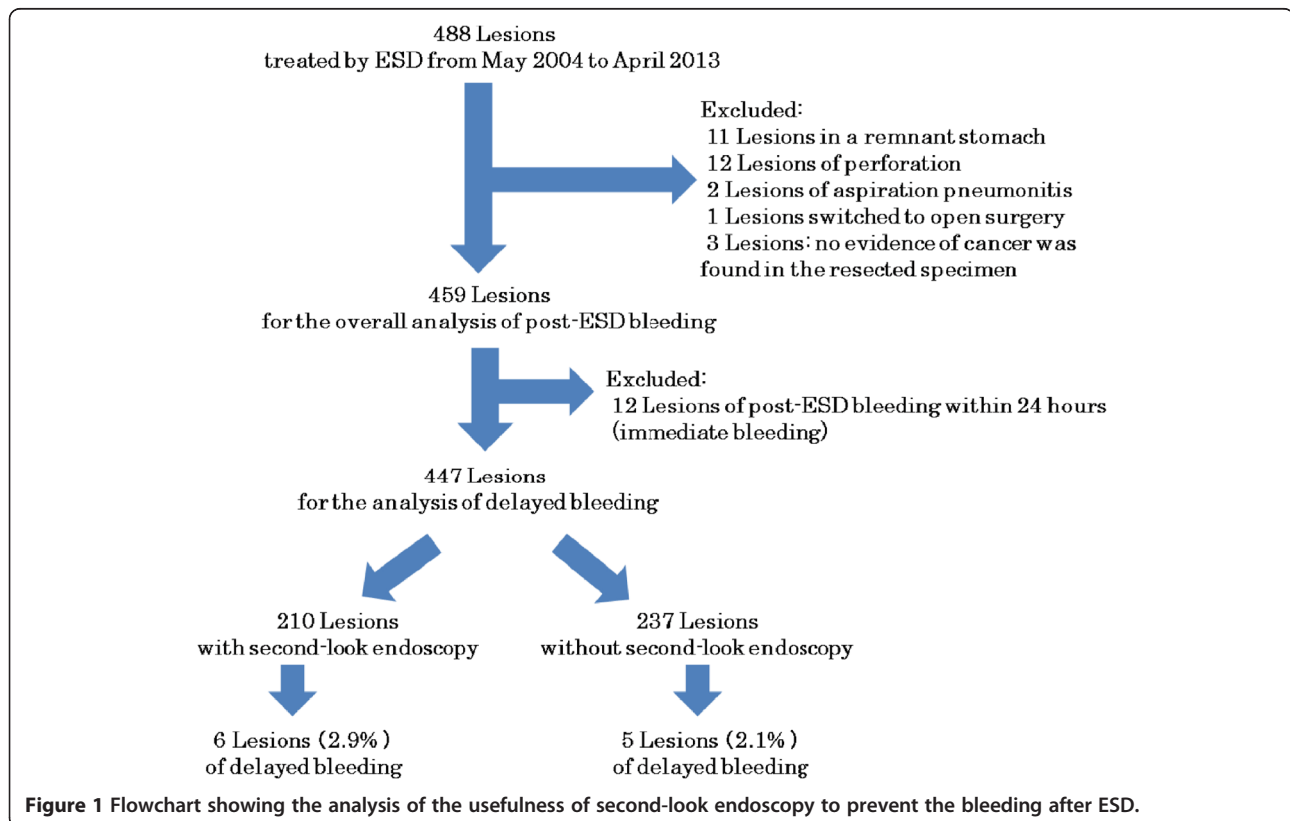 488 Lesions
treated by ESD from May 2004 to April 2013
Excluded:
11 Lesions in a remnant stomach
12 Lesions of perforation
2 Lesions of aspiration pneumonitis
1 Lesions switched to open surgery
3 Lesions: no evidence of cancer was
found in the resected specimen
459 Lesions
for the overall analysis of post-ESD bleeding
Excluded:
12 Lesions of post-ESD bleeding within 24 hours
(immediate bleeding)
447 Lesions
for the analysis of delayed bleeding
210 Lesions
with second-look endoscopy
237 Lesions
without second-look endoscopy
6 Lesions (2.9%)
of delayed bleeding
5 Lesions (2.1%)
of delayed bleeding
Figure 1 Flowchart showing the analysis of the usefulness of second-look endoscopy to prevent the bleeding after ESD.